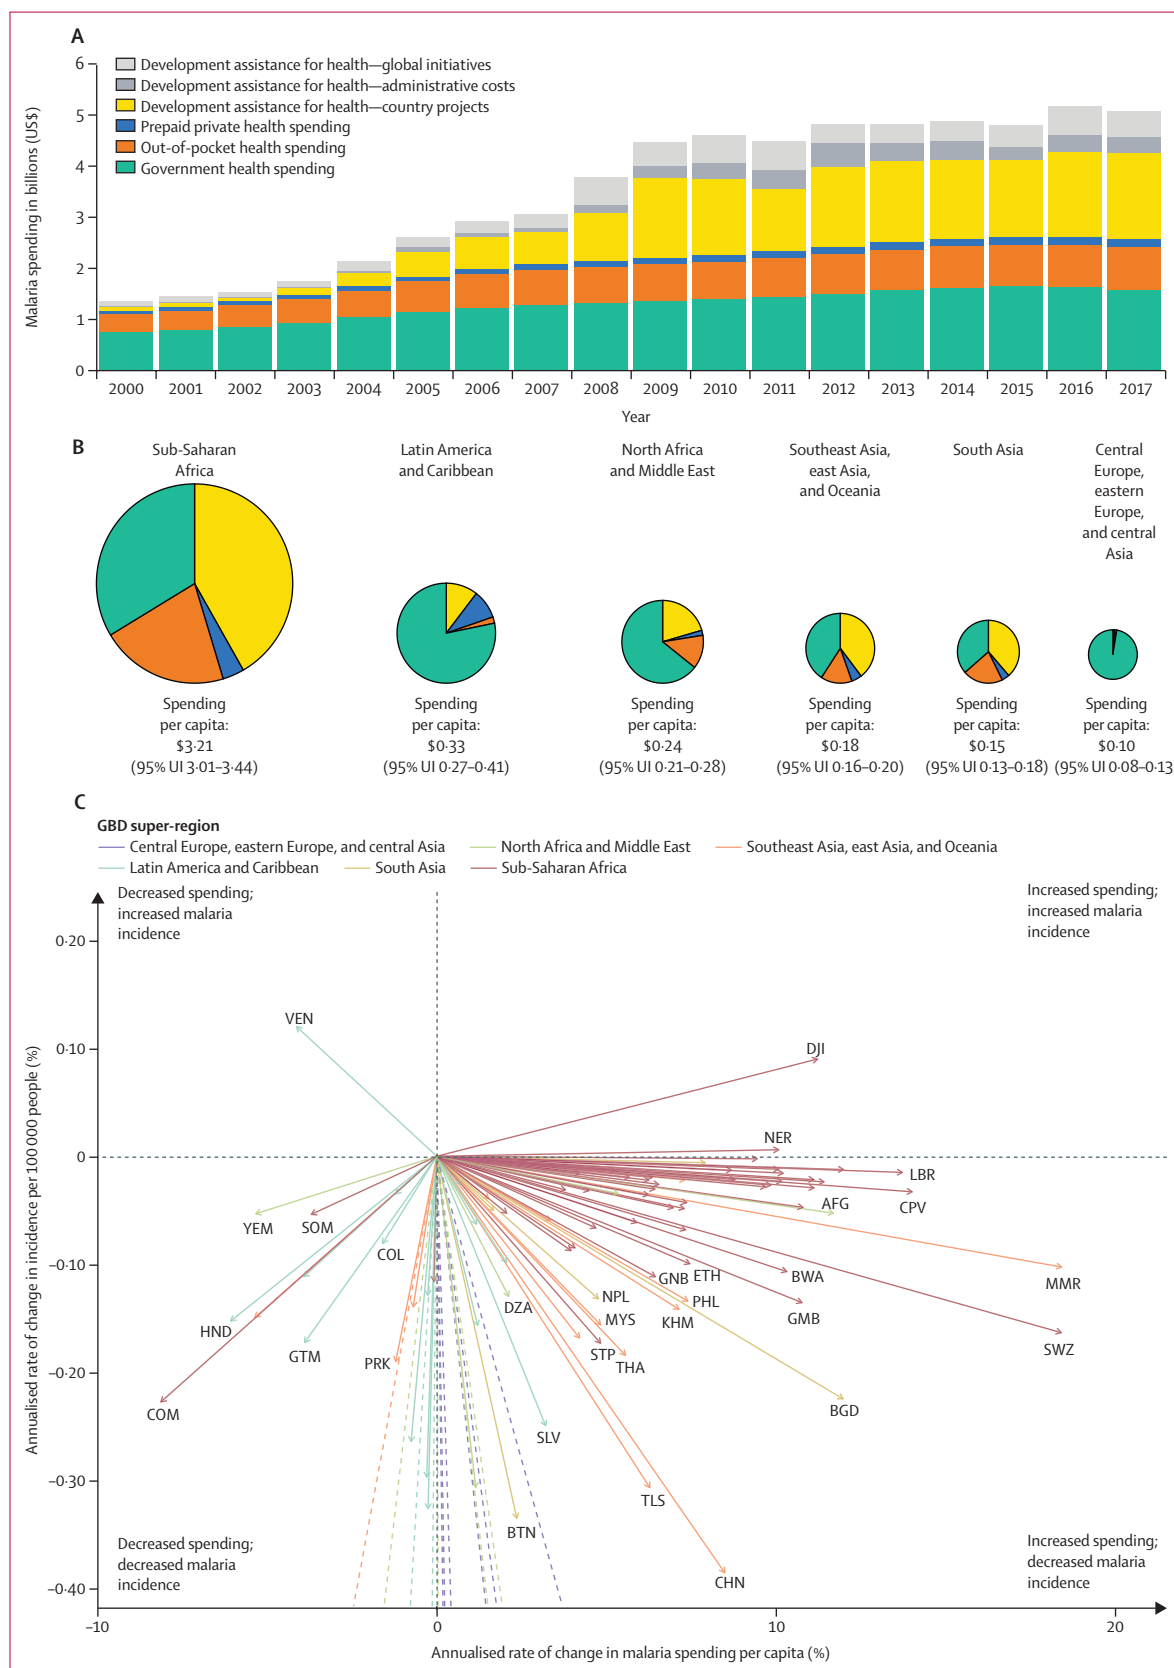 A
6
5
4
3
2
1
0
Malaria spending in billions (US$)
Development assistance for health—global initiatives
Development assistance for health—administrative costs
Development assistance for health—country projects
Prepaid private health spending
Out-of-pocket health spending
Government health spending
2000 2001 2002 2003 2004 2005 2006 2007 2008 2009 2010 2011 2012 2013 2014 2015 2016 2017
Year
B
Sub-Saharan
Africa
Latin America
and Caribbean
North Africa
and Middle East
Southeast Asia,
east Asia,
and Oceania
South Asia
Central
Europe,
eastern
Europe,
and central
Asia
Spending
per capita:
$3·21
(95% UI 3·01–3·44)
Spending
per capita:
$0·33
(95% UI 0·27–0·41)
Spending
per capita:
$0·24
(95% UI 0·21–0·28)
Spending
per capita:
$0·18
(95% UI 0·16–0·20)
Spending
per capita:
$0·15
(95% UI 0·13–0·18)
Spending
per capita:
$0·10
(95% UI 0·08–0·13
C
GBD super-region
Central Europe, eastern Europe, and central Asia
North Africa and Middle East
Southeast Asia, east Asia, and Oceania
Latin America and Caribbean
South Asia
Sub-Saharan Africa
Decreased spending;
increased malaria
incidence
Increased spending;
increased malaria
incidence
0·20
0·10
0
–0·10
–0·20
–0·30
–0·40
Annualised rate of change in incidence per 100 000 people (%)
VEN
DJI
NER
LBR
CPV
AFG
YEM
SOM
COL
HND
GTM
COM
PRK
DZA
NPL
MYS
STP
THA
GNB
ETH
PHL
KHM
BWA
GMB
MMR
SWZ
BGD
SLV
TLS
BTN
CHN
Decreased spending;
decreased malaria
incidence
Increased spending;
decreased malaria
incidence
–10 0 10 20
Annualised rate of change in malaria spending per capita (%)